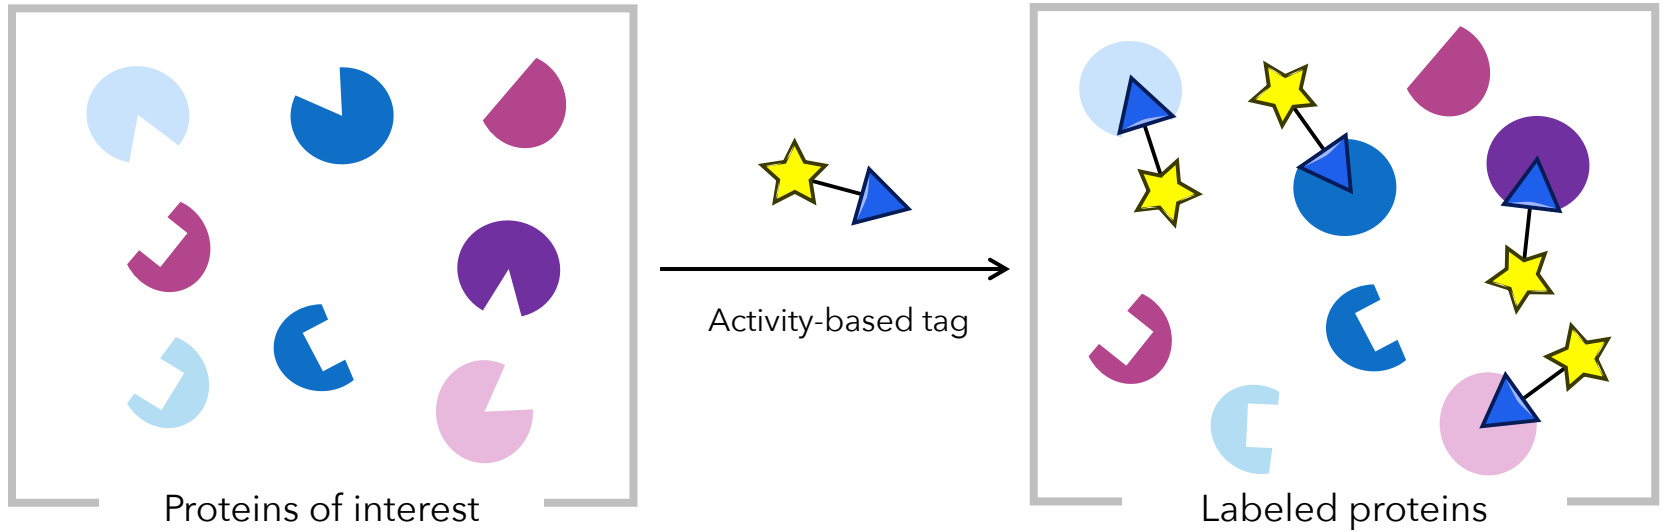 Activity-based tag
Proteins of interest
Labeled proteins